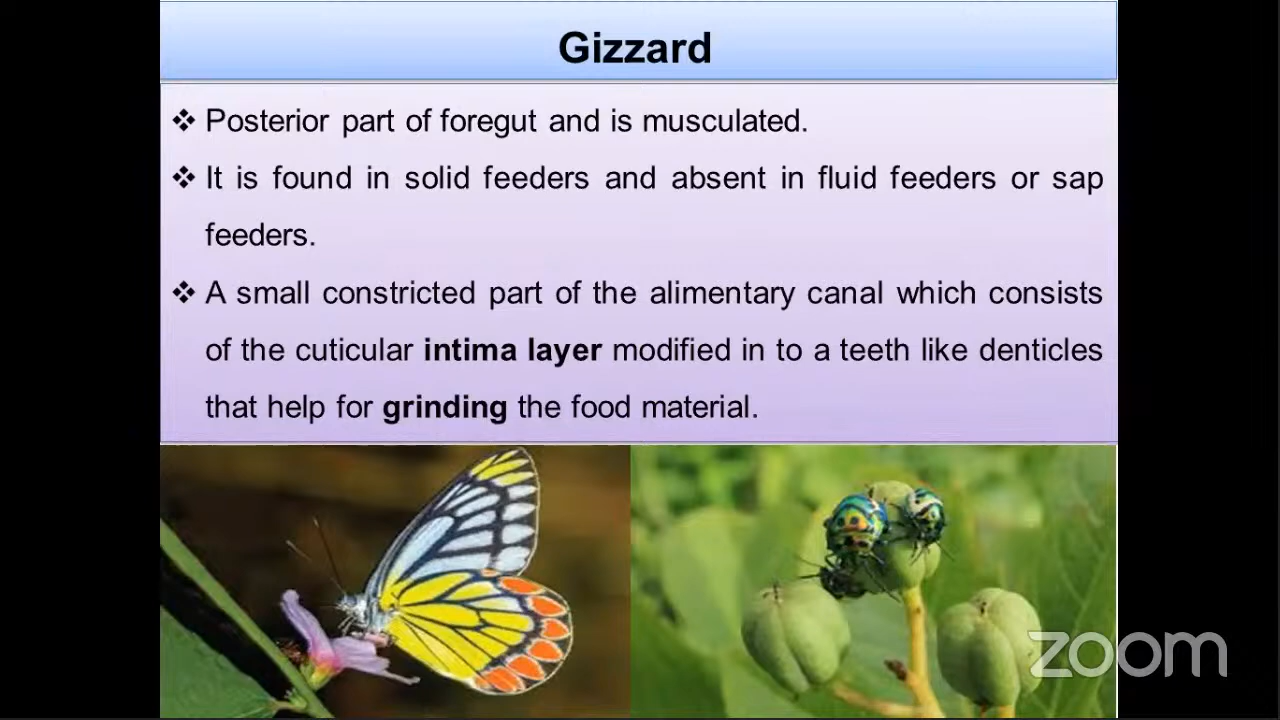 Gizzard
❖ Posterior part of foregut and is musculated.
❖ It is found in solid feeders and absent in fluid feeders or sap
feeders.
❖ A small constricted part of the alimentary canal which consists
of the cuticular intima layer modified in to a teeth like denticles
that help for grinding the food material.
zoom